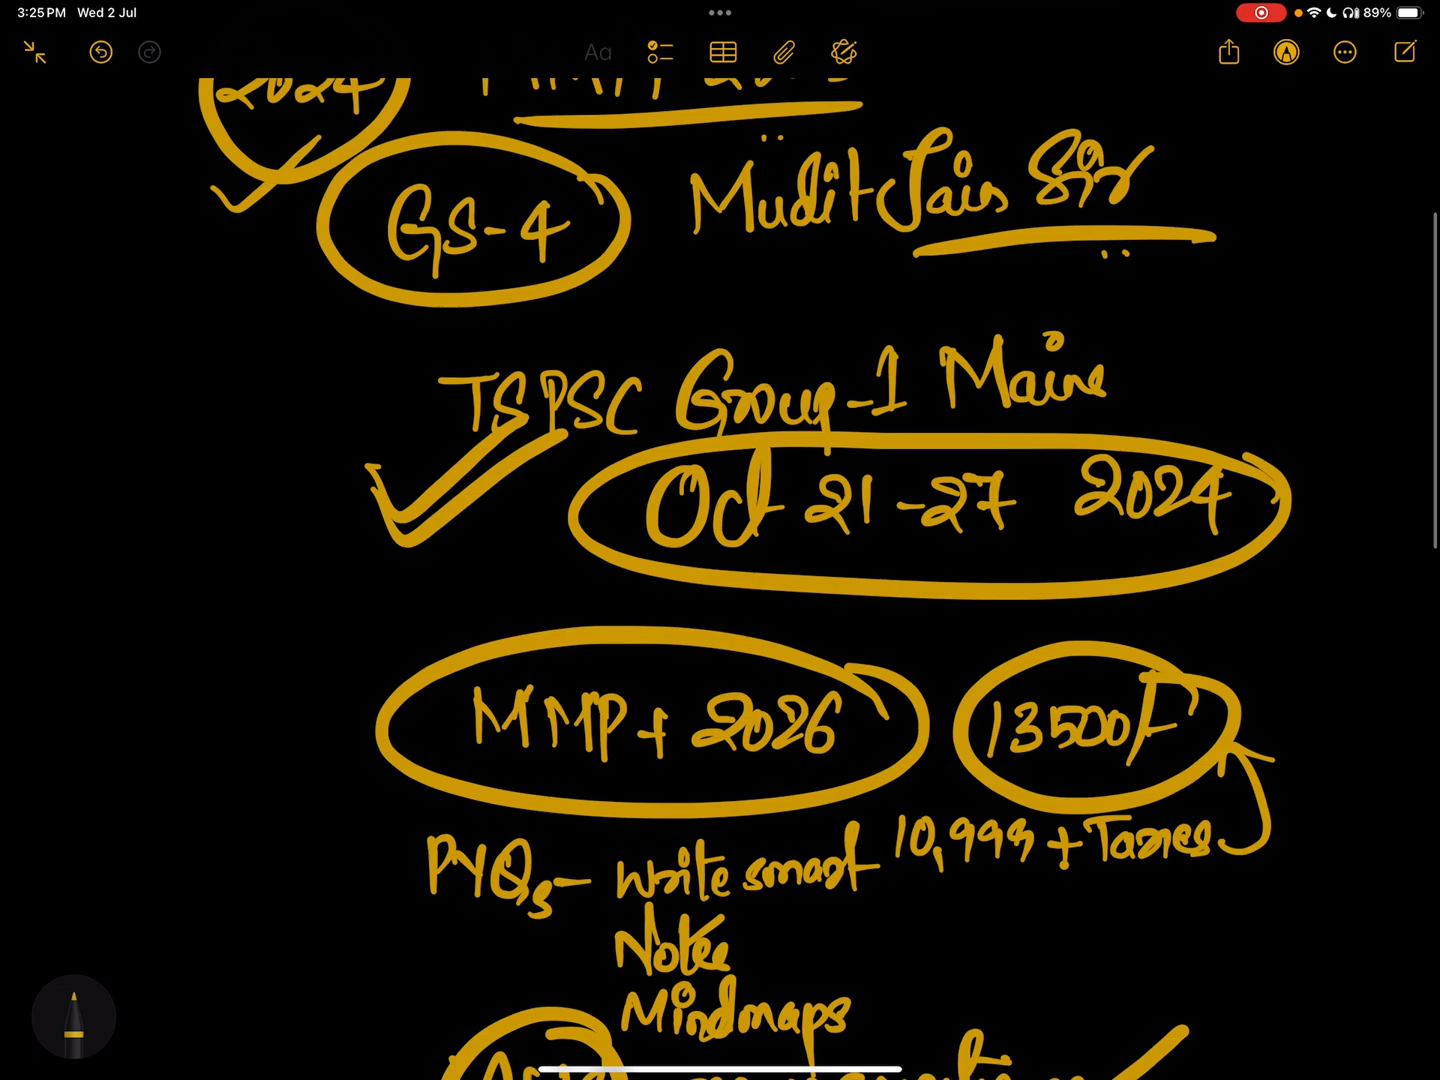 3:25 PM Wed 2 Jul
89%
Aa
2024
GS-4 Mudit Jain Sir
TSPSC Group-1 Mains
Oct 21-27 2024
MMP+ 2026 13500/-
10,999 + Taxes
PYQs - Write smart
Notes
Mindmaps